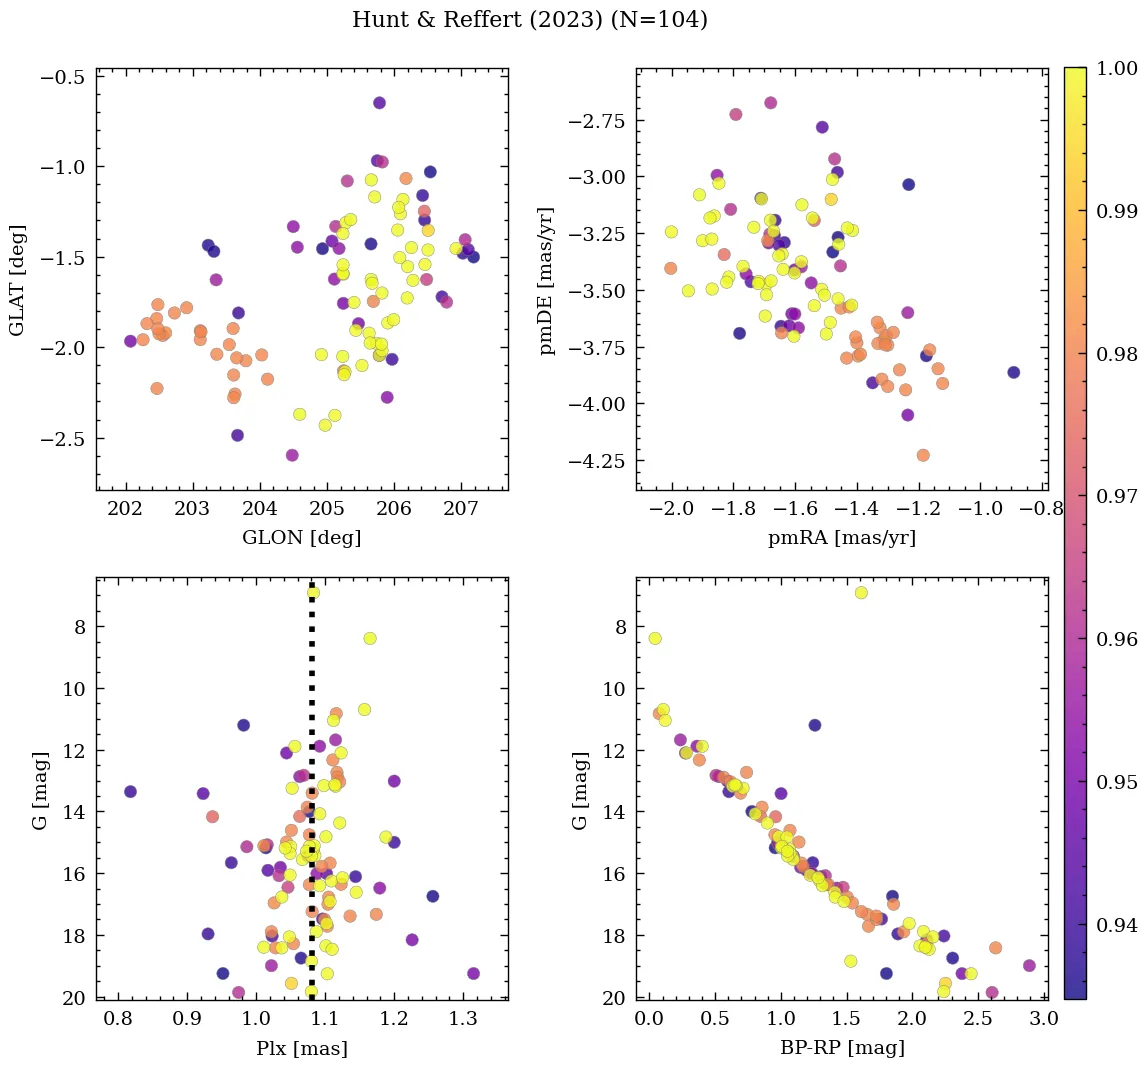 Hunt & Reffert (2023) (N=104)
−0.5
−1.0
−1.5
−2.0
−2.5
GLAT [deg]
202 203 204 205 206 207
GLON [deg]
−2.75
−3.00
−3.25
−3.50
−3.75
−4.00
−4.25
pmDE [mas/yr]
−2.0 −1.8 −1.6 −1.4 −1.2 −1.0 −0.8
pmRA [mas/yr]
1.00
0.99
0.98
0.97
0.96
0.95
0.94
8
10
12
14
16
18
20
G [mag]
0.8 0.9 1.0 1.1 1.2 1.3
Plx [mas]
8
10
12
14
16
18
20
G [mag]
0.0 0.5 1.0 1.5 2.0 2.5 3.0
BP-RP [mag]